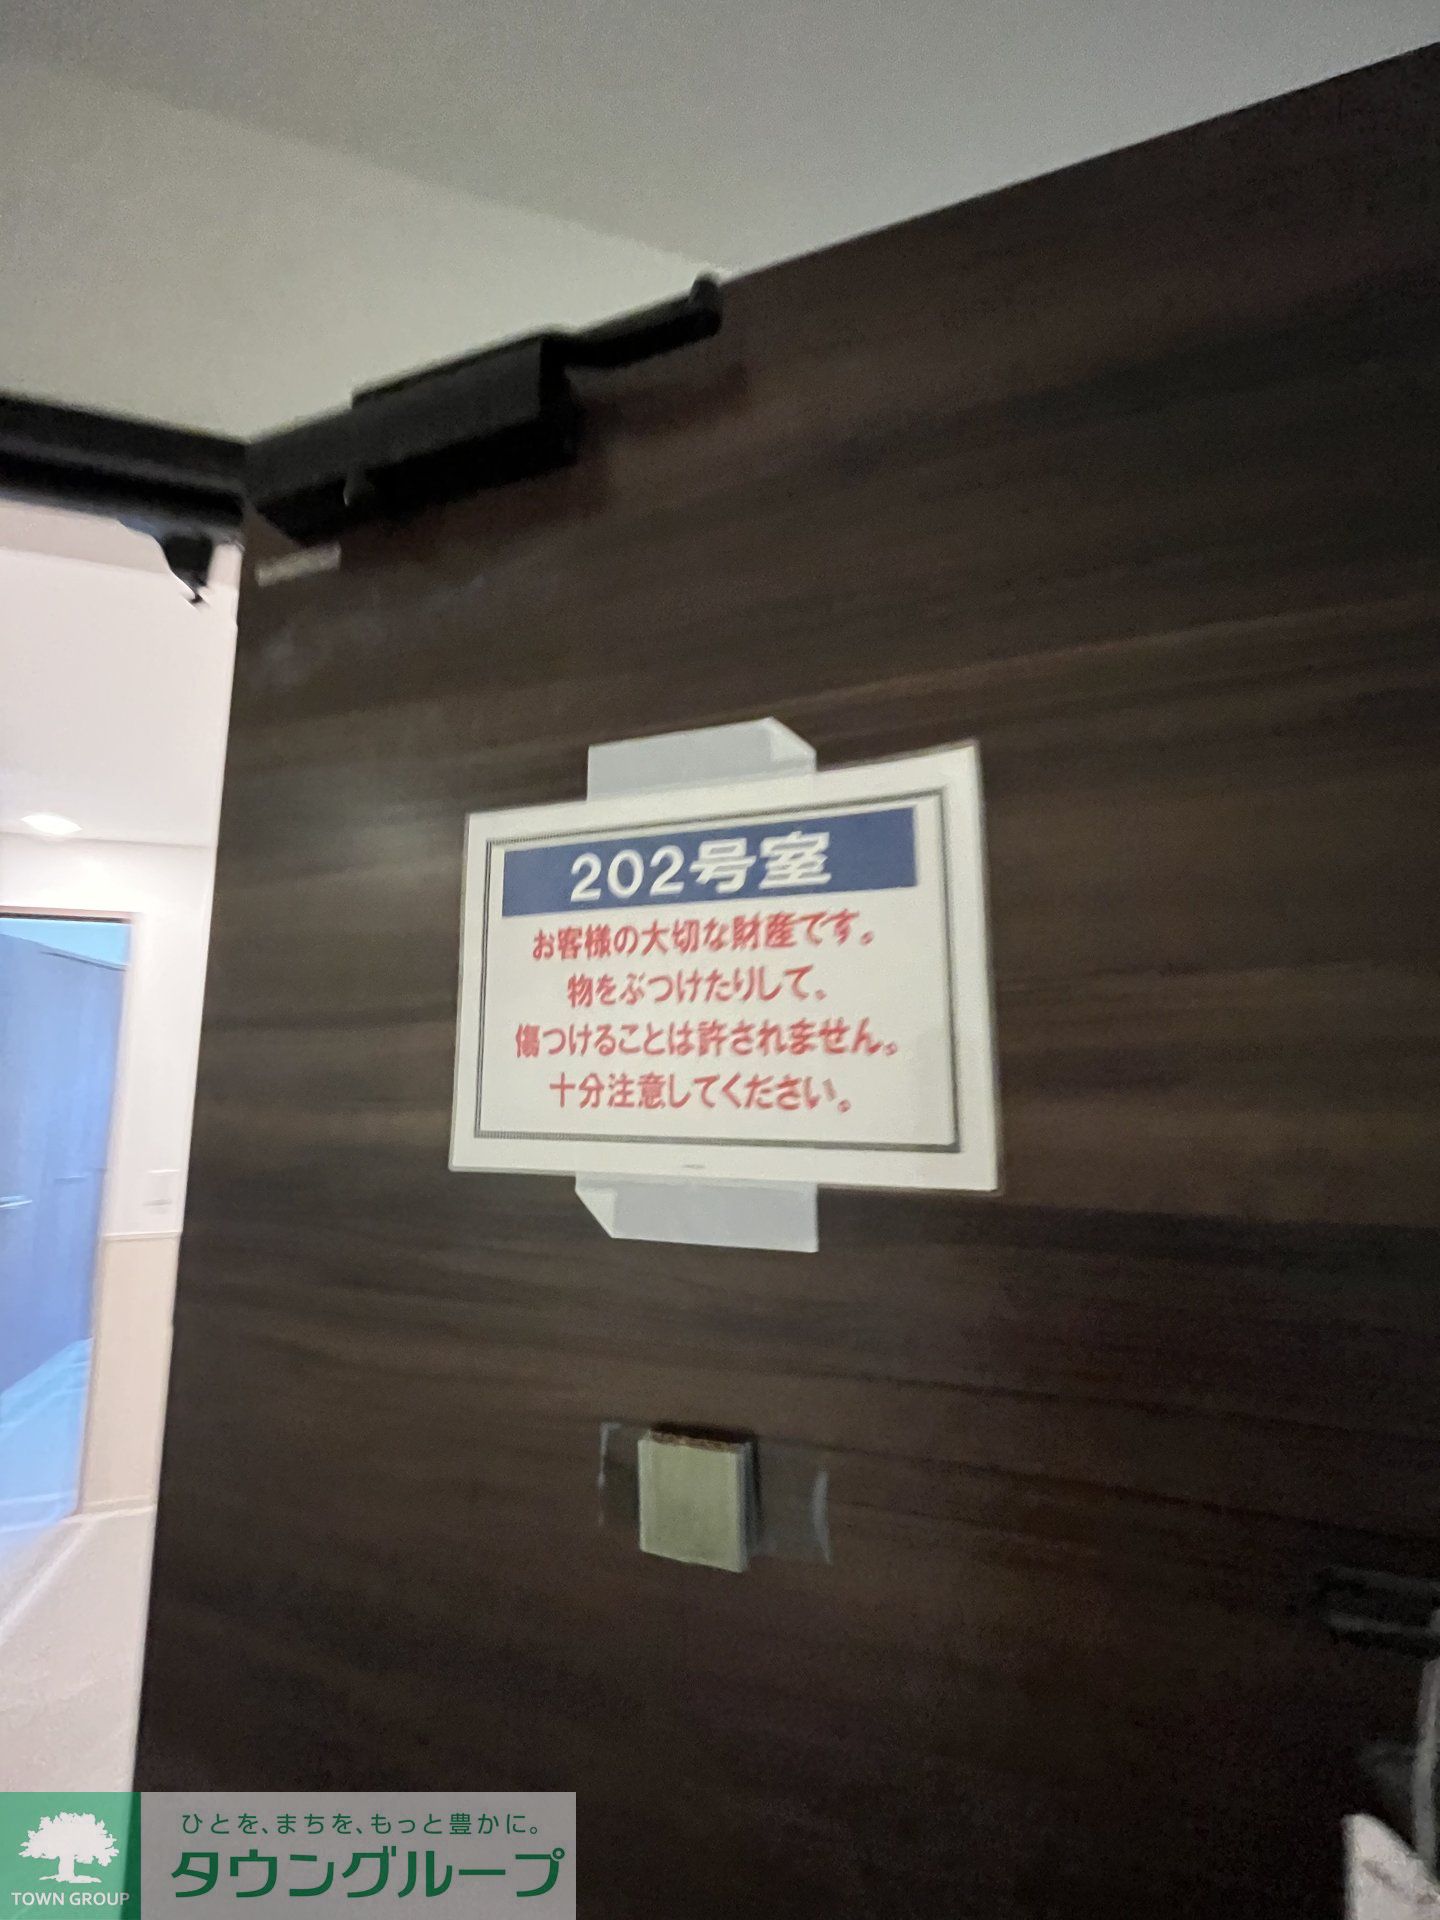 202号室
お客様の大切な財産です。
物をぶつけたりして。
傷つけることは許されません。
十分注意してください。
ひとを、まちを、もっと豊かに。
タウングループ
TOWN GROUP